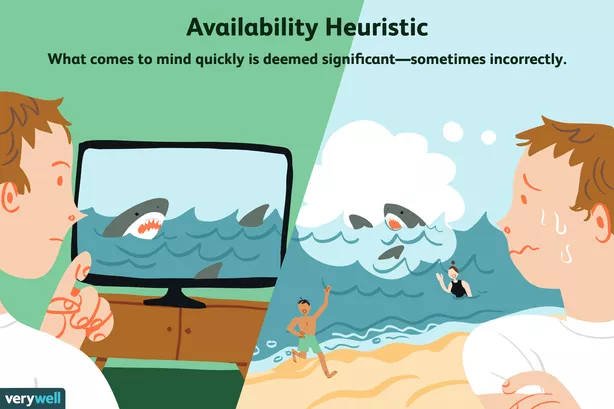 Availability Heuristic
What comes to mind quickly is deemed significant—sometimes incorrectly.
verywell